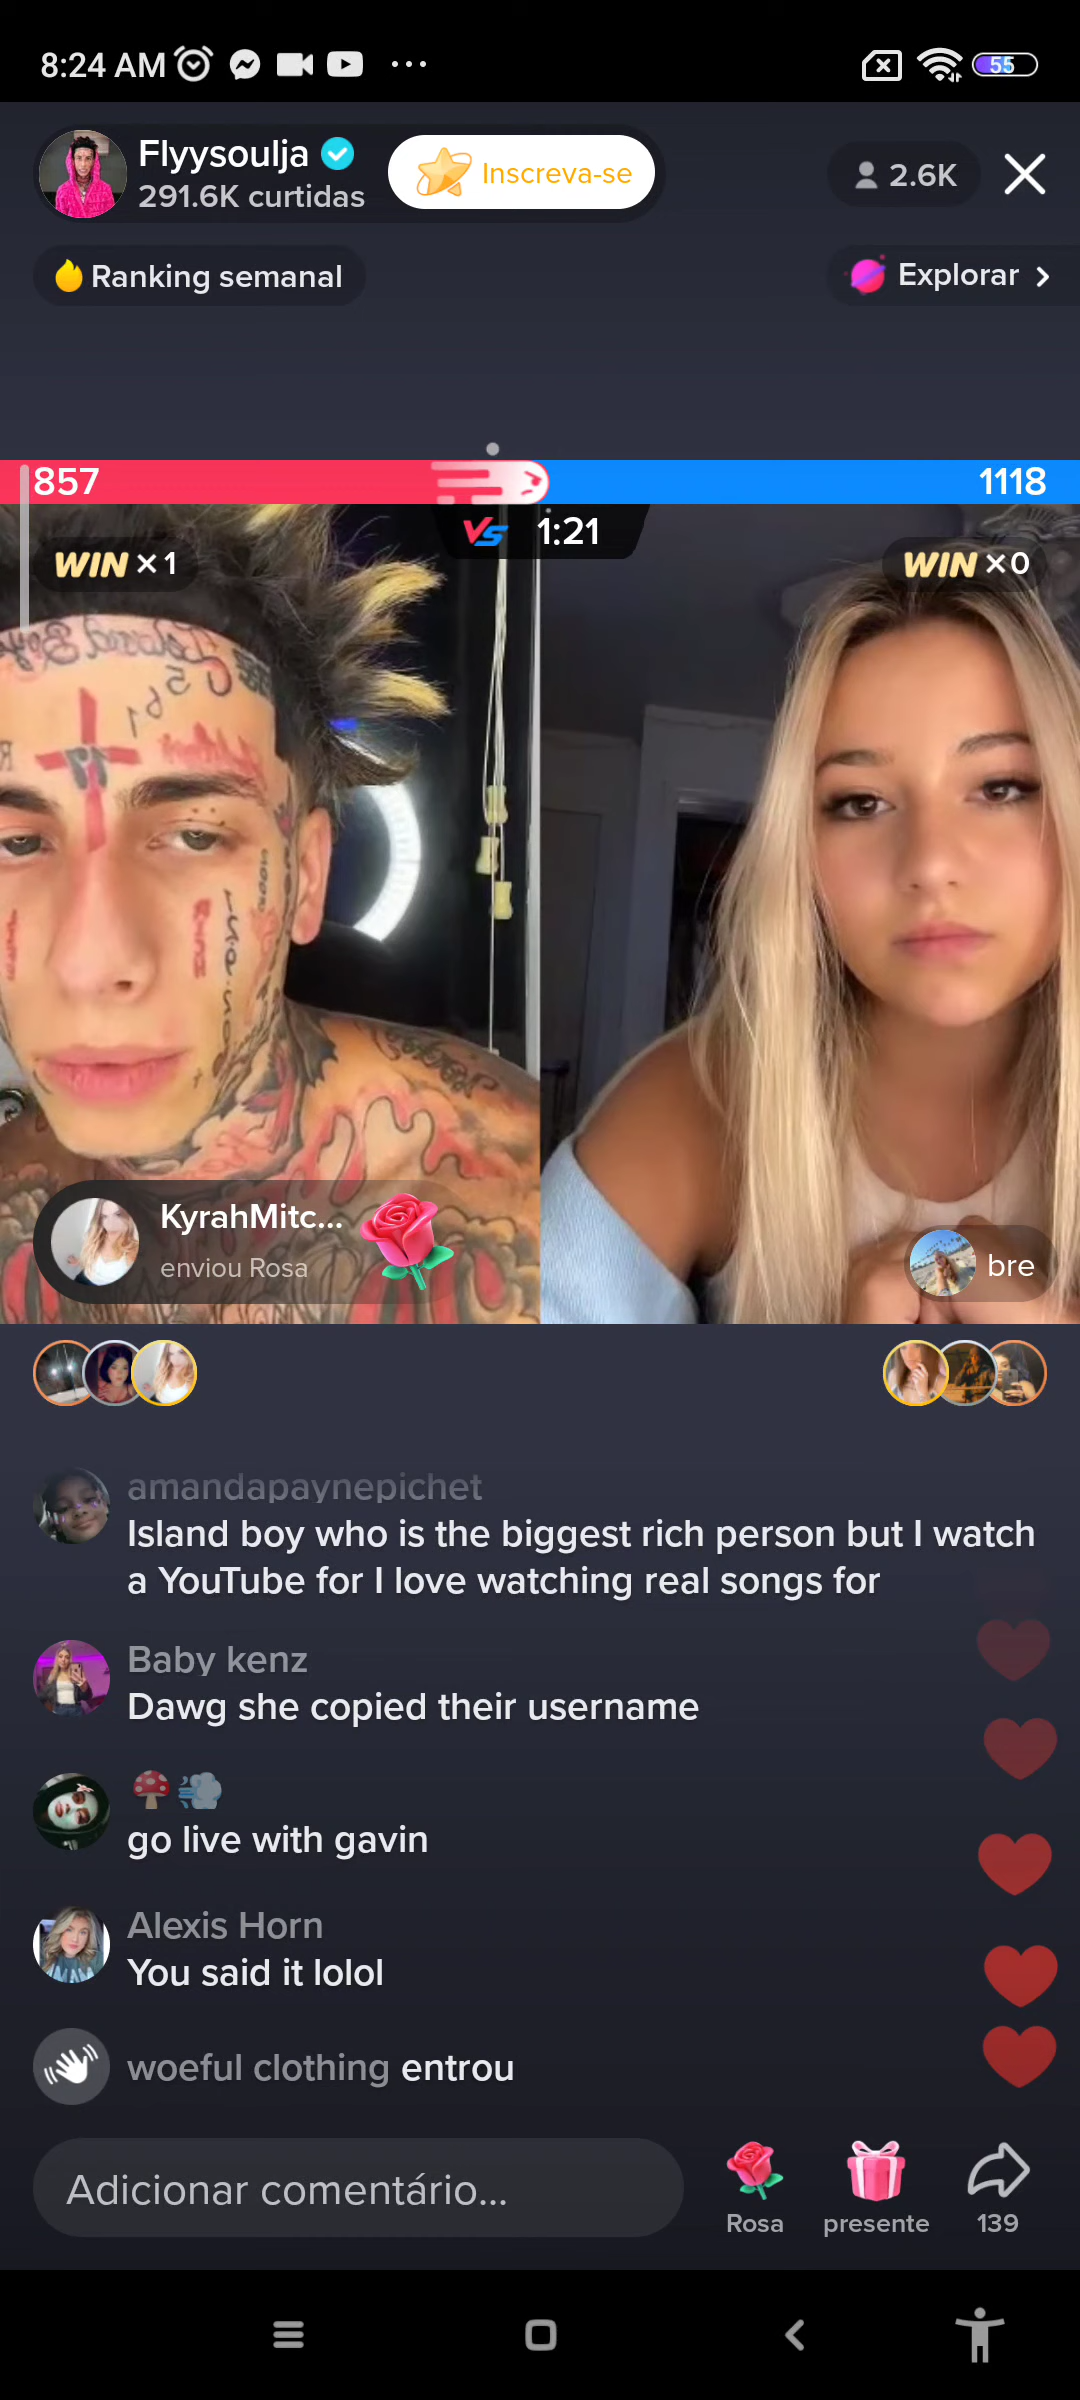 8:24 AM
55
Flyysoulja
291.6K curtidas
Inscreva-se
2.6K
Ranking semanal
Explorar
857
1118
VS 1:21
WIN ×1
WIN ×0
KyrahMitc...
enviou Rosa
bre
amandapaynepichet
Island boy who is the biggest rich person but I watch
a YouTube for I love watching real songs for
Baby kenz
Dawg she copied their username
go live with gavin
Alexis Horn
You said it lolol
woeful clothing entrou
Adicionar comentário...
Rosa
presente
139